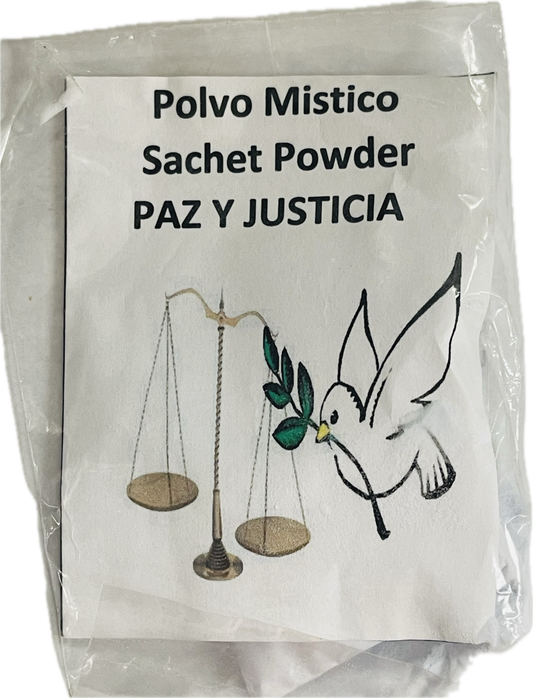 Polvo Mistico
Sachet Powder
PAZ Y JUSTICIA